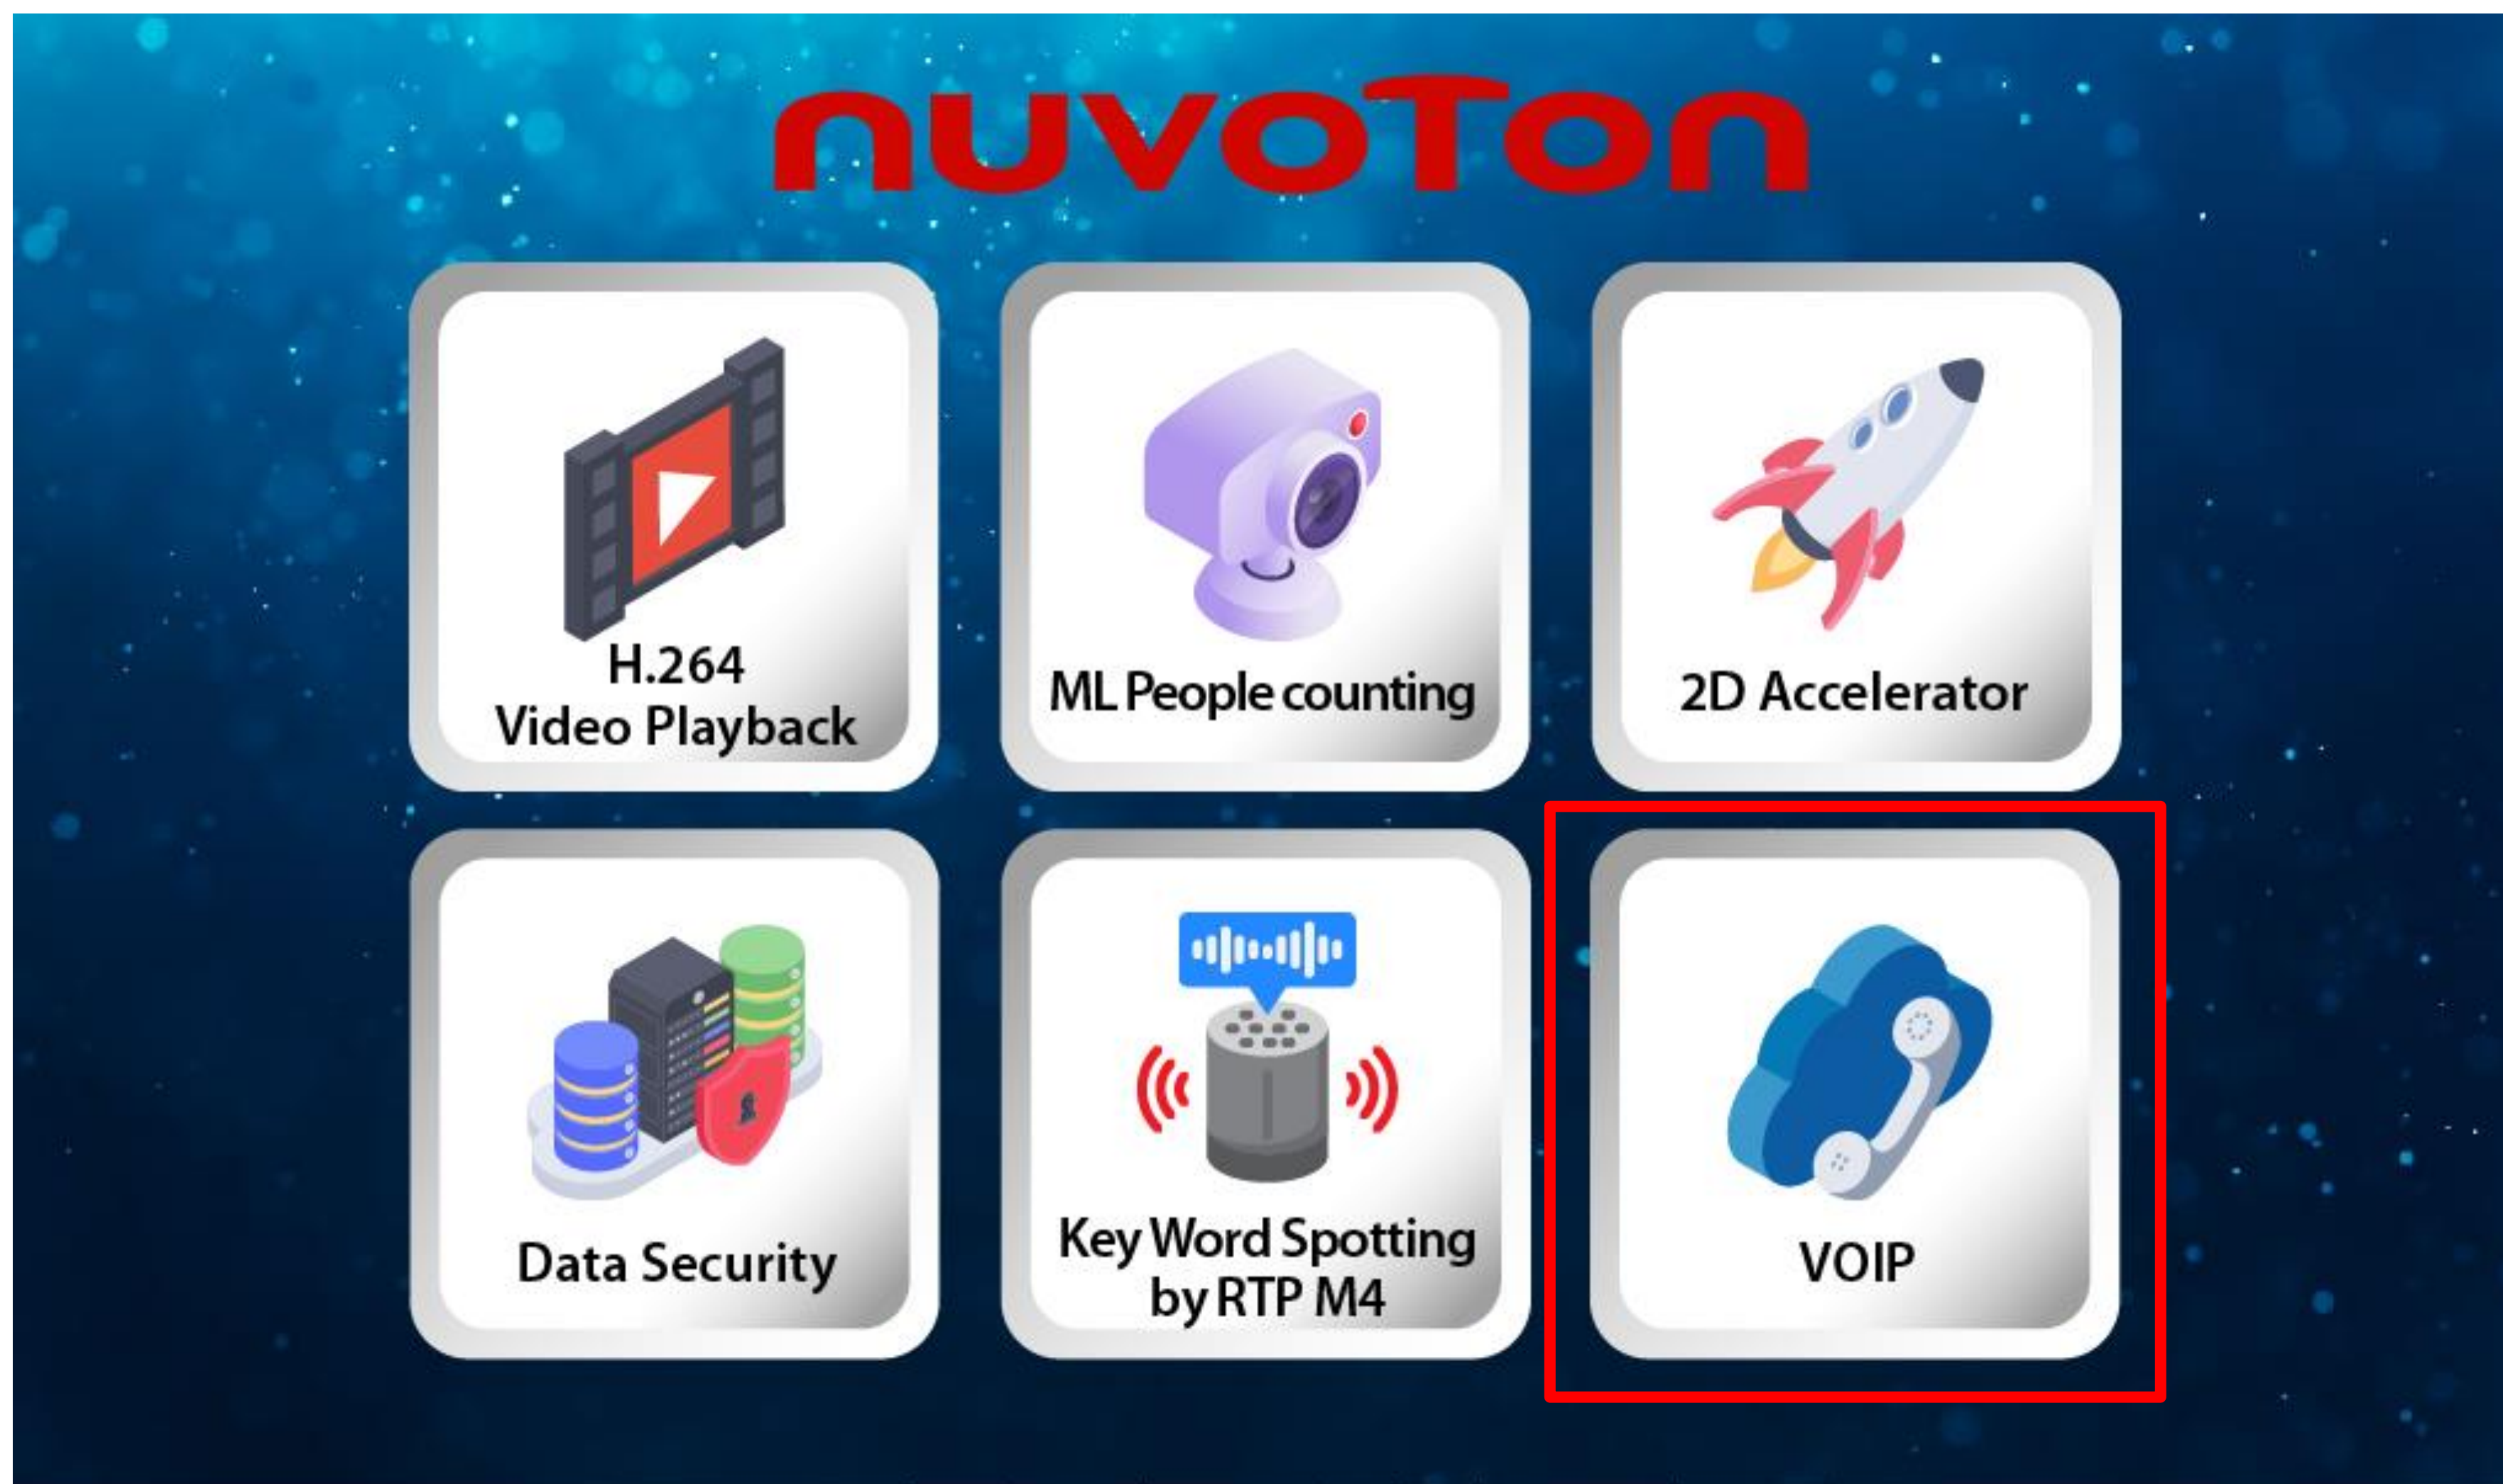 nuvoTon
H.264
Video Playback
ML People counting
2D Accelerator
Data Security
Key Word Spotting
by RTP M4
VOIP